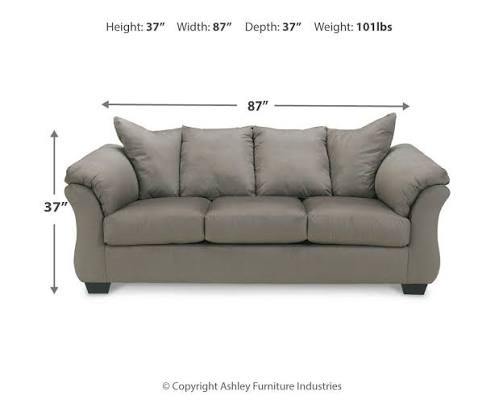 Height: 37” Width: 87” Depth: 37” Weight: 101lbs
87”
37”
© Copyright Ashley Furniture Industries